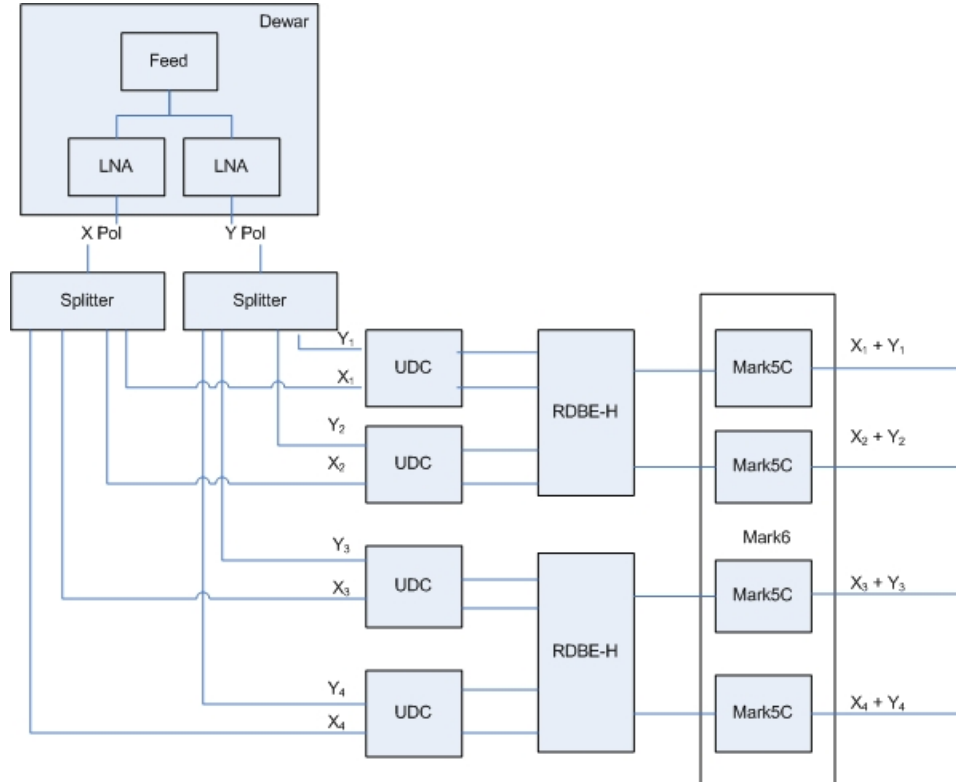 Dewar
Feed
LNA LNA
X Pol Y Pol
Splitter Splitter
Y₁
X₁
UDC
Y₂
X₂
UDC
RDBE-H
Mark5C
X₁ + Y₁
Mark5C
X₂ + Y₂
Mark6
Y₃
X₃
UDC
Y₄
X₄
UDC
RDBE-H
Mark5C
X₃ + Y₃
Mark5C
X₄ + Y₄